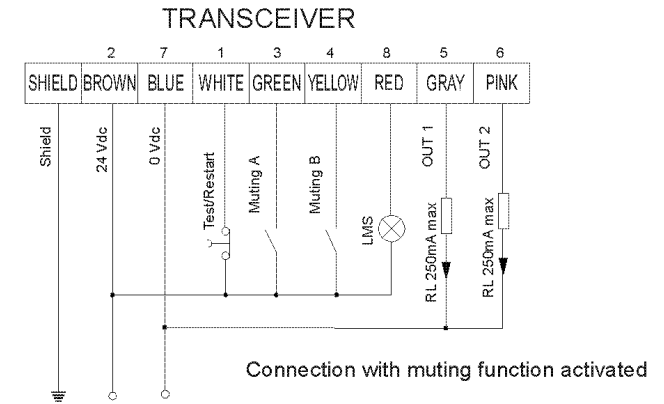 TRANSCEIVER
2 7 1 3 4 8 5 6
SHIELD BROWN BLUE WHITE GREEN YELLOW RED GRAY PINK
Shield
24 Vdc
0 Vdc
Test/Restart
Muting A
Muting B
LMS
OUT 1
RL 250mA max
OUT 2
RL 250mA max
Connection with muting function activated